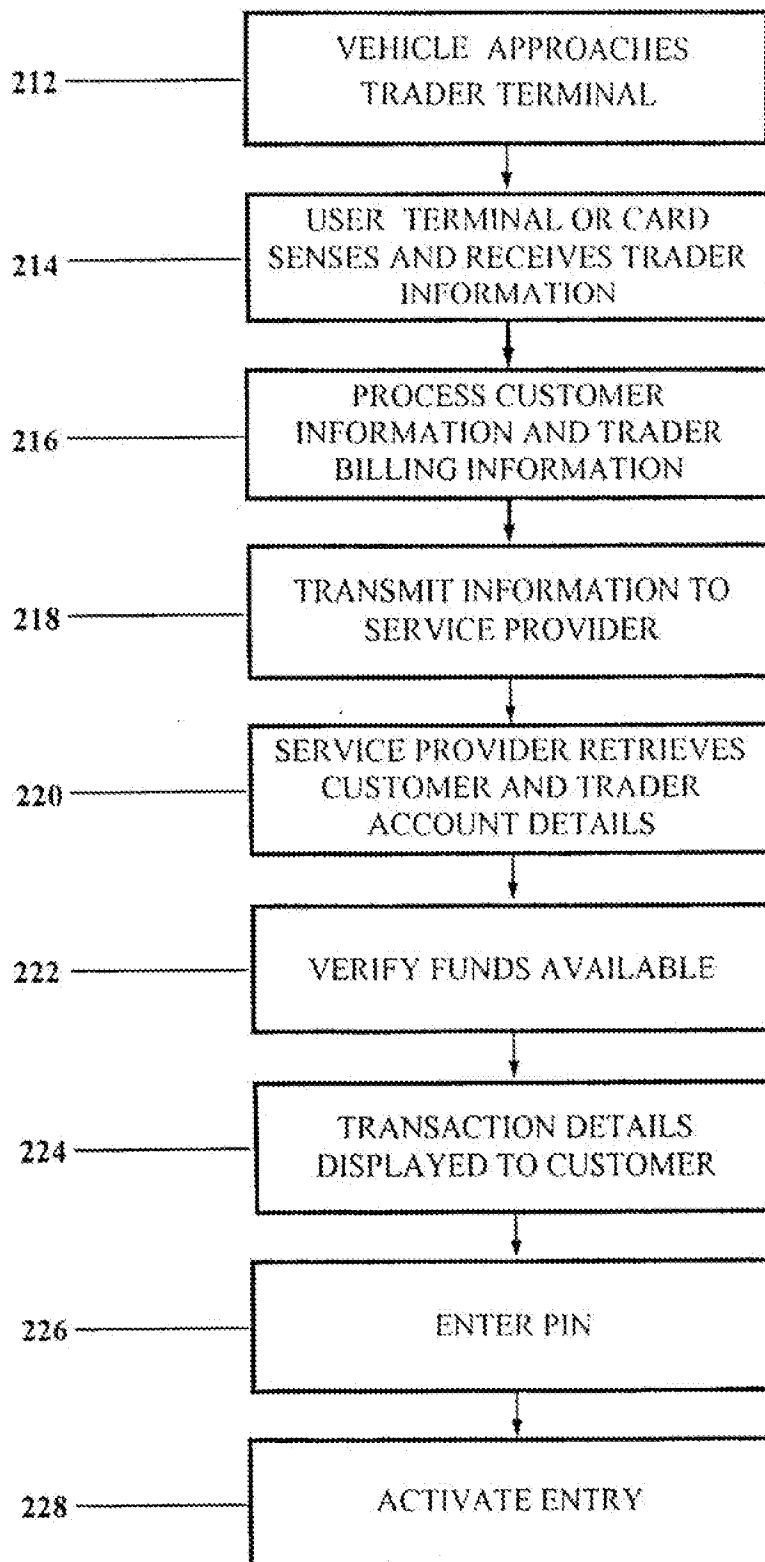 212
VEHICLE APPROACHES
TRADER TERMINAL
214
USER TERMINAL OR CARD
SENSES AND RECEIVES TRADER
INFORMATION
216
PROCESS CUSTOMER
INFORMATION AND TRADER
BILLING INFORMATION
218
TRANSMIT INFORMATION TO
SERVICE PROVIDER
220
SERVICE PROVIDER RETRIEVES
CUSTOMER AND TRADER
ACCOUNT DETAILS
222
VERIFY FUNDS AVAILABLE
224
TRANSACTION DETAILS
DISPLAYED TO CUSTOMER
226
ENTER PIN
228
ACTIVATE ENTRY